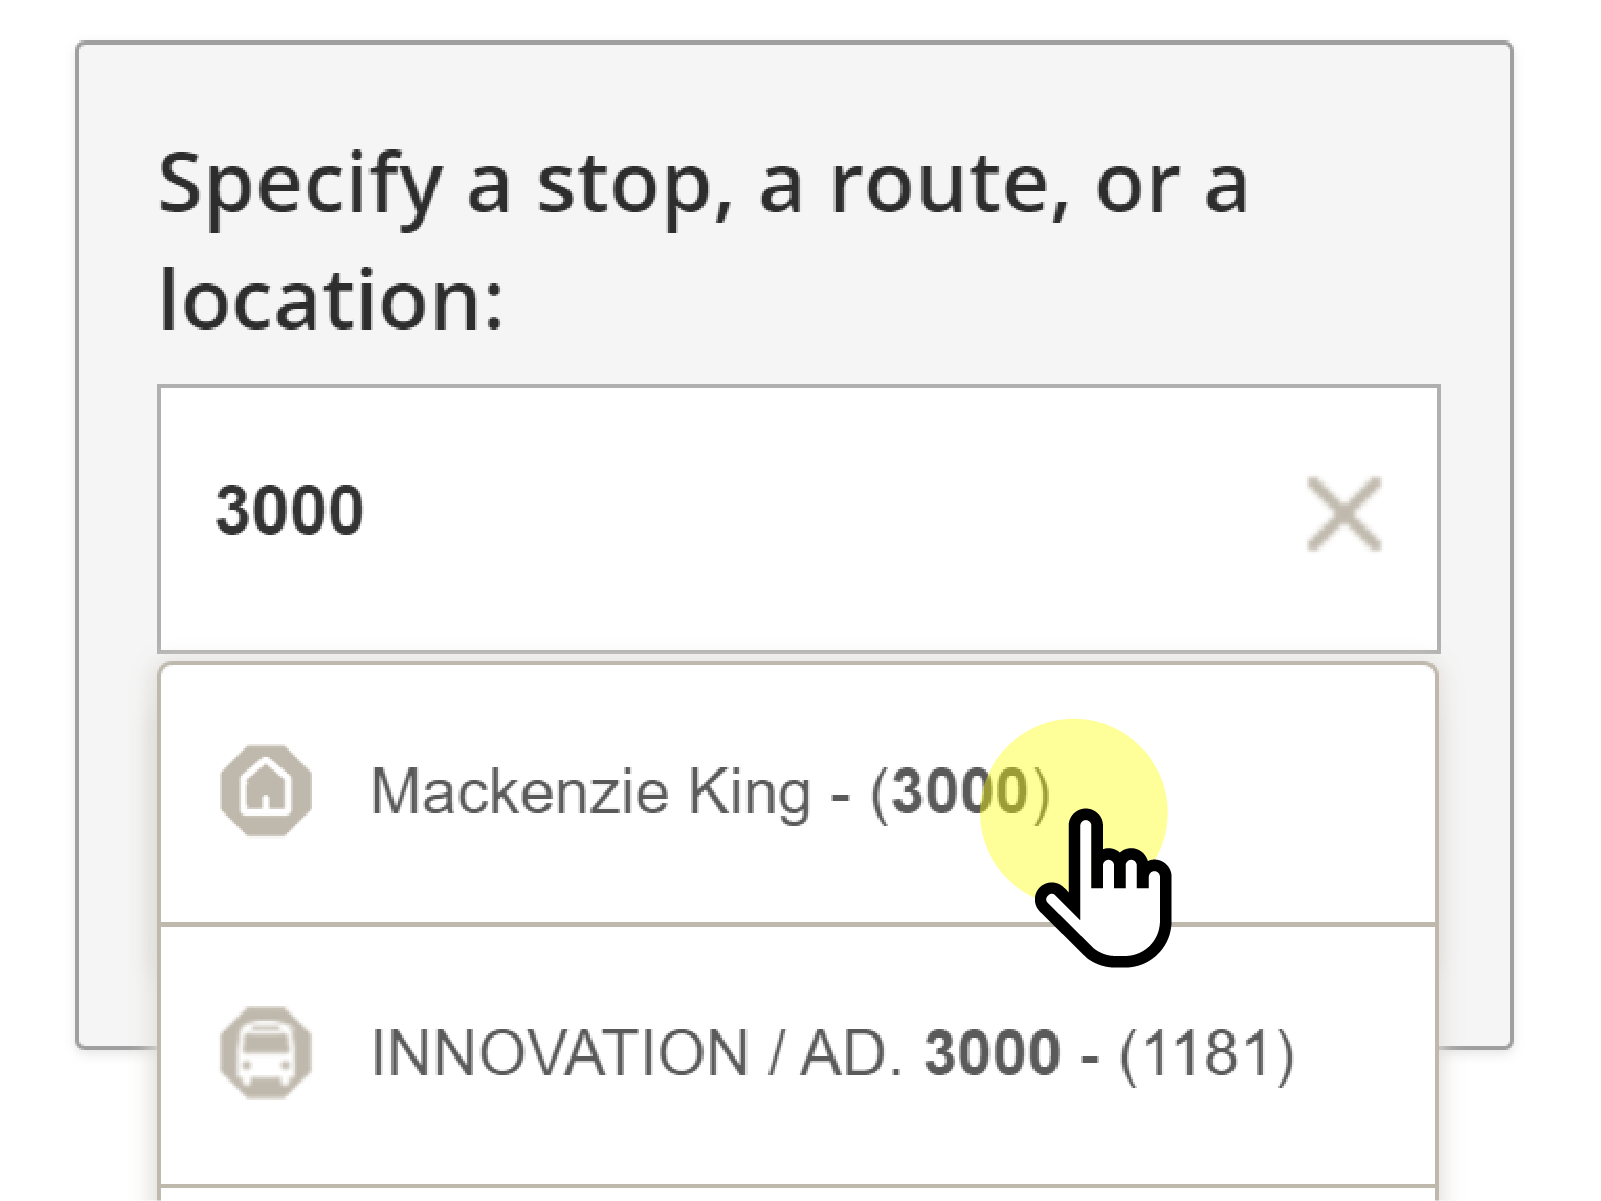 Specify a stop, a route, or a
location:
3000
Mackenzie King - (3000)
INNOVATION / AD. 3000 - (1181)